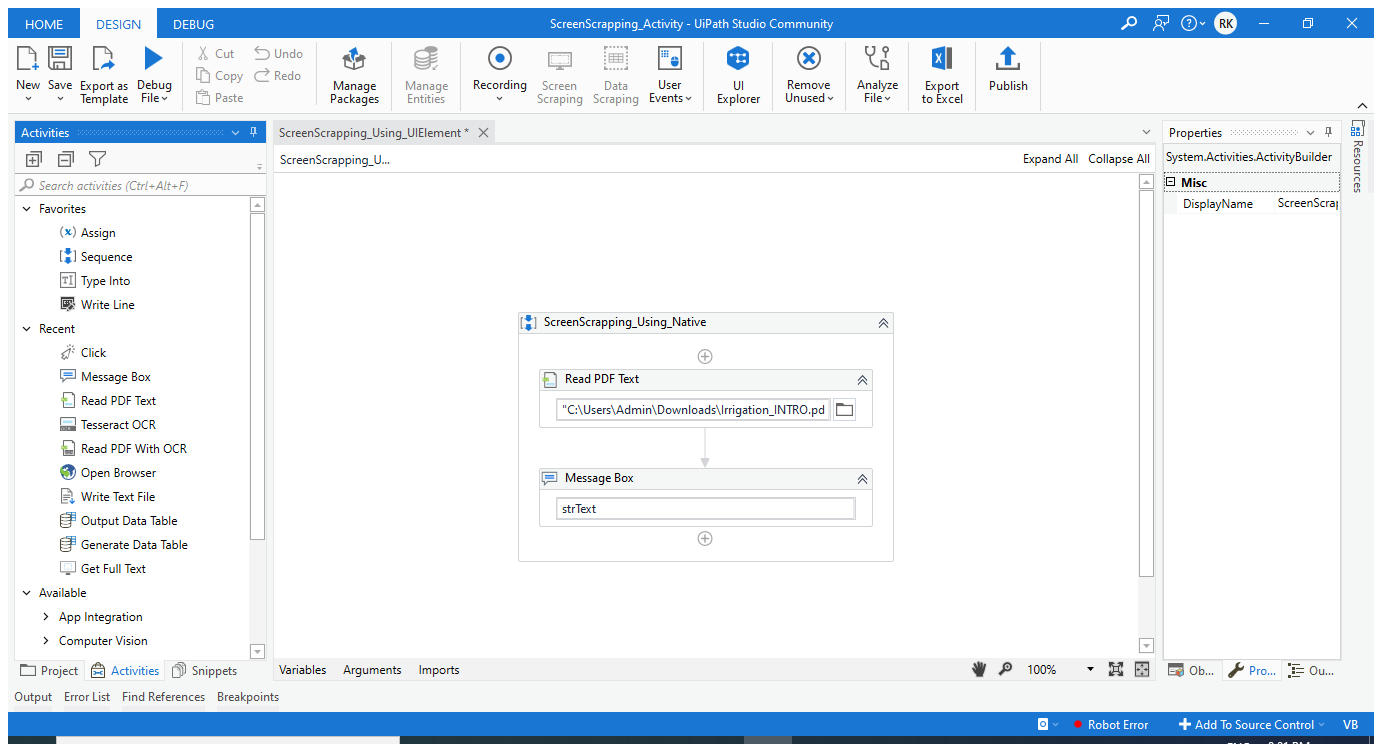 HOME DESIGN DEBUG ScreenScrapping_Activity - UiPath Studio Community RK
New Save Export as Template Debug File Cut Copy Paste Undo Redo Manage Packages Manage Entities Recording Screen Scraping Data Scraping User Events UI Explorer Remove Unused Analyze File Export to Excel Publish
Activities
Search activities (Ctrl+Alt+F)
Favorites
Assign
Sequence
Type Into
Write Line
Recent
Click
Message Box
Read PDF Text
Tesseract OCR
Read PDF With OCR
Open Browser
Write Text File
Output Data Table
Generate Data Table
Get Full Text
Available
App Integration
Computer Vision
Project Activities Snippets
ScreenScrapping_Using_UIElement *
ScreenScrapping_U... Expand All Collapse All
ScreenScrapping_Using_Native
Read PDF Text
"C:\Users\Admin\Downloads\Irrigation_INTRO.pd
Message Box
strText
Variables Arguments Imports 100%
Properties
System.Activities.ActivityBuilder
Misc
DisplayName ScreenScrap
Ob... Pro... Ou...
Resources
Output Error List Find References Breakpoints
Robot Error Add To Source Control VB